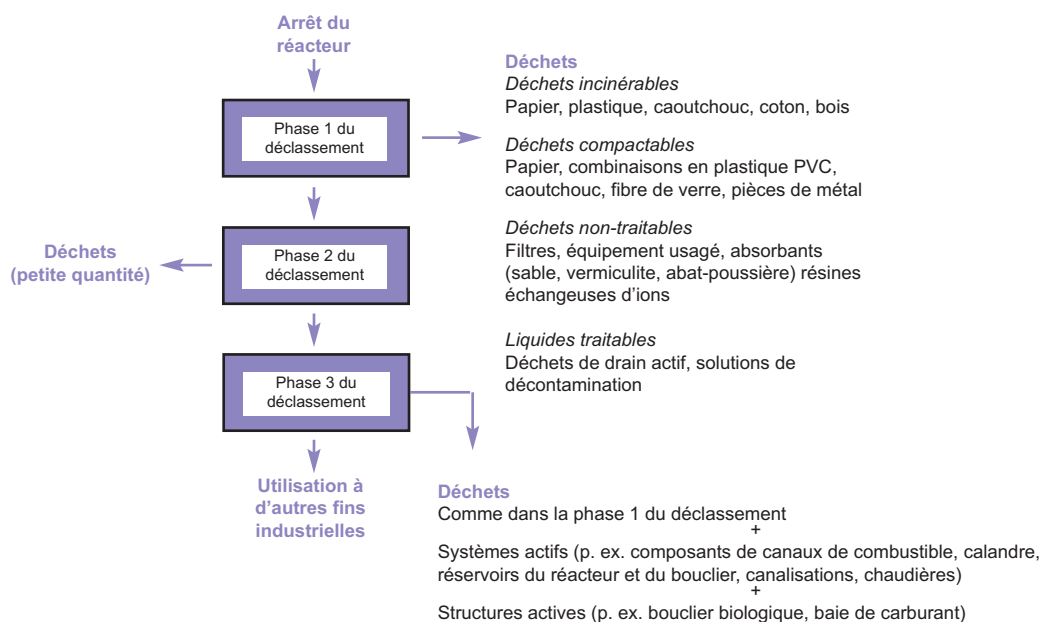 Arrêt du
réacteur
Phase 1 du
déclassement
Déchets
Déchets incinérables
Papier, plastique, caoutchouc, coton, bois
Déchets compactables
Papier, combinaisons en plastique PVC,
caoutchouc, fibre de verre, pièces de métal
Déchets non-traitables
Filtres, équipement usagé, absorbants
(sable, vermiculite, abat-poussière) résines
échangeuses d'ions
Liquides traitables
Déchets de drain actif, solutions de
décontamination
Phase 2 du
déclassement
Déchets
(petite quantité)
Phase 3 du
déclassement
Utilisation à
d'autres fins
industrielles
Déchets
Comme dans la phase 1 du déclassement
+
Systèmes actifs (p. ex. composants de canaux de combustible, calandre,
réservoirs du réacteur et du bouclier, canalisations, chaudières)
+
Structures actives (p. ex. bouclier biologique, baie de carburant)